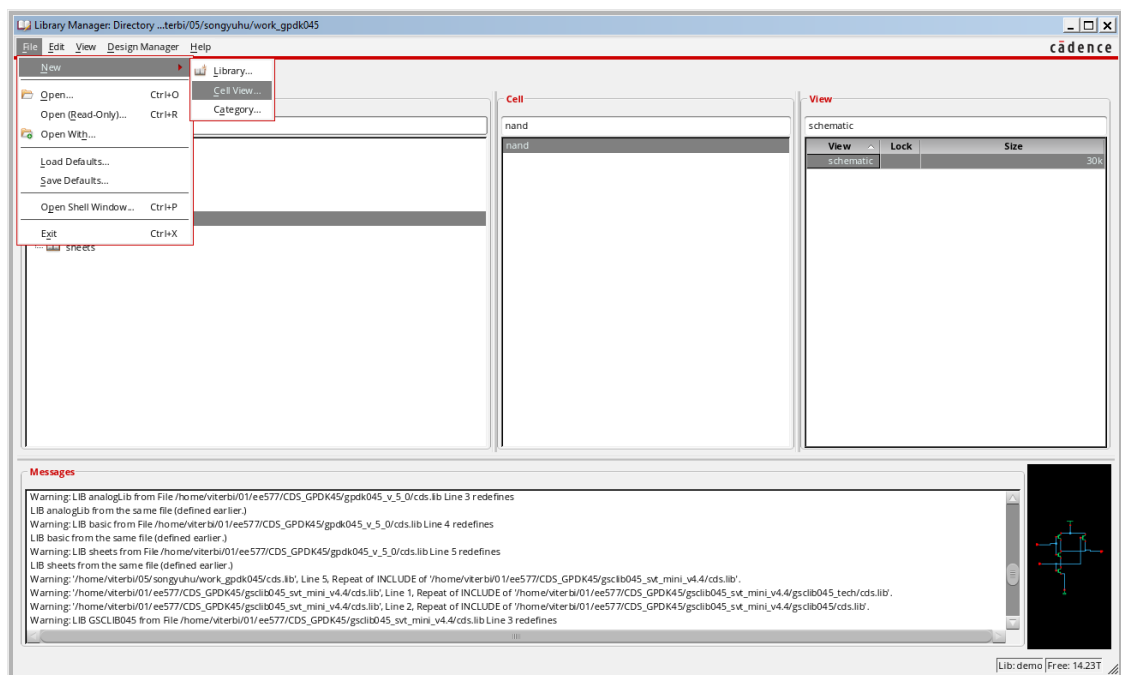 Library Manager: Directory ...terbi/05/songyuhu/work_gpdk045
File Edit View Design Manager Help
cādence
New
Library...
Cell View...
Category...
Open... Ctrl+O
Open (Read-Only)... Ctrl+R
Open With...
Load Defaults...
Save Defaults...
Open Shell Window... Ctrl+P
Exit Ctrl+X
sheets
Cell
nand
nand
View
schematic
View Lock Size
schematic 30k
Messages
Warning: LIB analogLib from File /home/viterbi/01/ee577/CDS_GPDK45/gpdk045_v_5_0/cds.lib Line 3 redefines
LIB analogLib from the same file (defined earlier.)
Warning: LIB basic from File /home/viterbi/01/ee577/CDS_GPDK45/gpdk045_v_5_0/cds.lib Line 4 redefines
LIB basic from the same file (defined earlier.)
Warning: LIB sheets from File /home/viterbi/01/ee577/CDS_GPDK45/gpdk045_v_5_0/cds.lib Line 5 redefines
LIB sheets from the same file (defined earlier.)
Warning: '/home/viterbi/05/songyuhu/work_gpdk045/cds.lib', Line 5, Repeat of INCLUDE of '/home/viterbi/01/ee577/CDS_GPDK45/gsclib045_svt_mini_v4.4/cds.lib'.
Warning: '/home/viterbi/01/ee577/CDS_GPDK45/gsclib045_svt_mini_v4.4/cds.lib', Line 1, Repeat of INCLUDE of '/home/viterbi/01/ee577/CDS_GPDK45/gsclib045_svt_mini_v4.4/gsclib045_tech/cds.lib'.
Warning: '/home/viterbi/01/ee577/CDS_GPDK45/gsclib045_svt_mini_v4.4/cds.lib', Line 2, Repeat of INCLUDE of '/home/viterbi/01/ee577/CDS_GPDK45/gsclib045_svt_mini_v4.4/gsclib045/cds.lib'.
Warning: LIB GSCLIB045 from File /home/viterbi/01/ee577/CDS_GPDK45/gsclib045_svt_mini_v4.4/cds.lib Line 3 redefines
Lib: demo Free: 14.23T